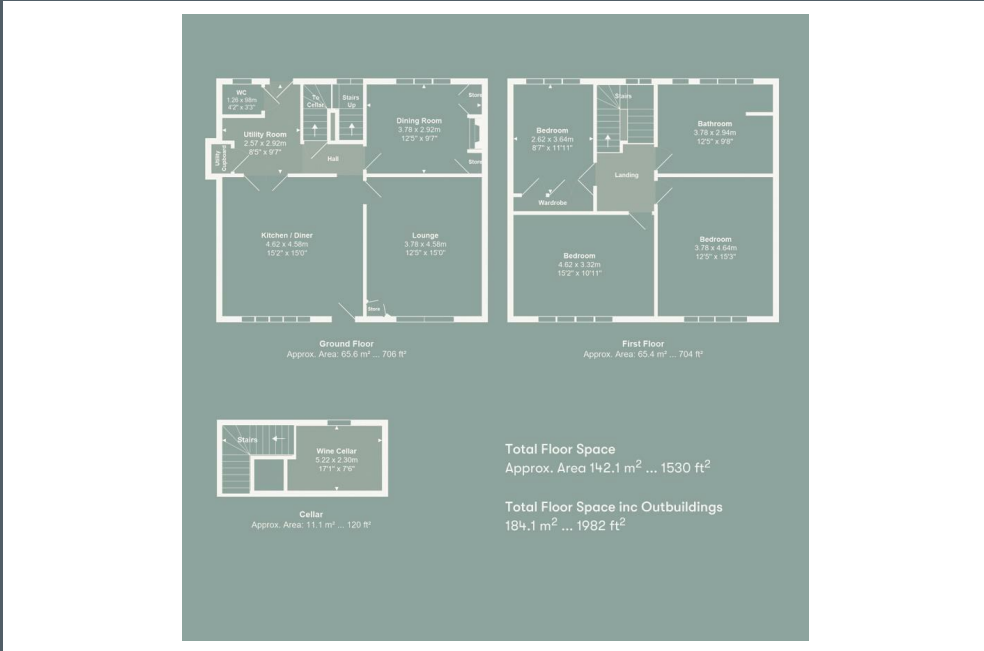 WC
1.26 x 98m
4'2" x 3'3"
To
Cellar
Stairs
Up
Store
Dining Room
3.78 x 2.92m
12'5" x 9'7"
Utility Room
2.57 x 2.92m
8'5" x 9'7"
Utility
Cupboard
Hall
Store
Kitchen / Diner
4.62 x 4.58m
15'2" x 15'0"
Lounge
3.78 x 4.58m
12'5" x 15'0"
Store
Ground Floor
Approx. Area: 65.6 m² ... 706 ft²
Stairs
Bedroom
2.62 x 3.64m
8'7" x 11'11"
Bathroom
3.78 x 2.94m
12'5" x 9'8"
Landing
Wardrobe
Bedroom
4.62 x 3.32m
15'2" x 10'11"
Bedroom
3.78 x 4.64m
12'5" x 15'3"
First Floor
Approx. Area: 65.4 m² ... 704 ft²
Stairs
Wine Cellar
5.22 x 2.30m
17'1" x 7'6"
Cellar
Approx. Area: 11.1 m² ... 120 ft²
Total Floor Space
Approx. Area 142.1 m² ... 1530 ft²
Total Floor Space inc Outbuildings
184.1 m² ... 1982 ft²